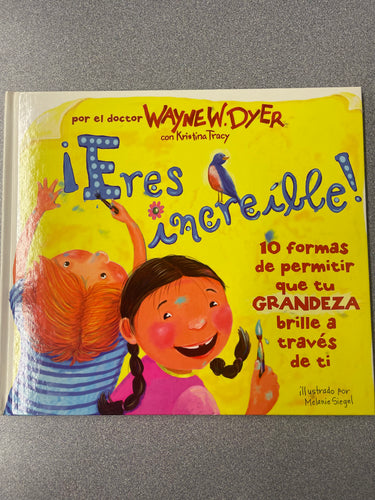 por el doctor WAYNE W. DYER
con Kristina Tracy
¡Eres
increíble!
10 formas
de permitir
que tu
GRANDEZA
brille a
través
de ti
illustrado por
Melanie Siegel